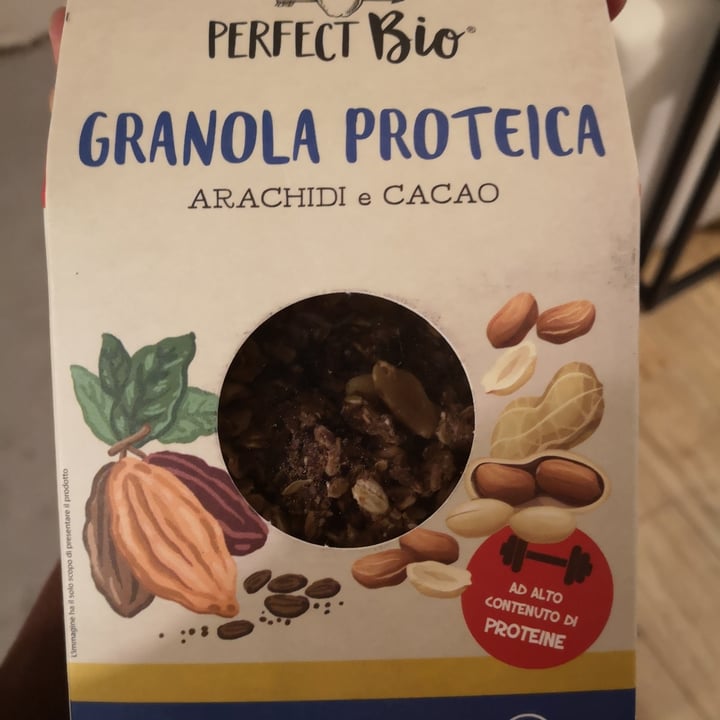 PERFECT Bio®
GRANOLA PROTEICA
ARACHIDI e CACAO
AD ALTO
CONTENUTO DI
PROTEINE
L'immagine ha il solo scopo di presentare il prodotto